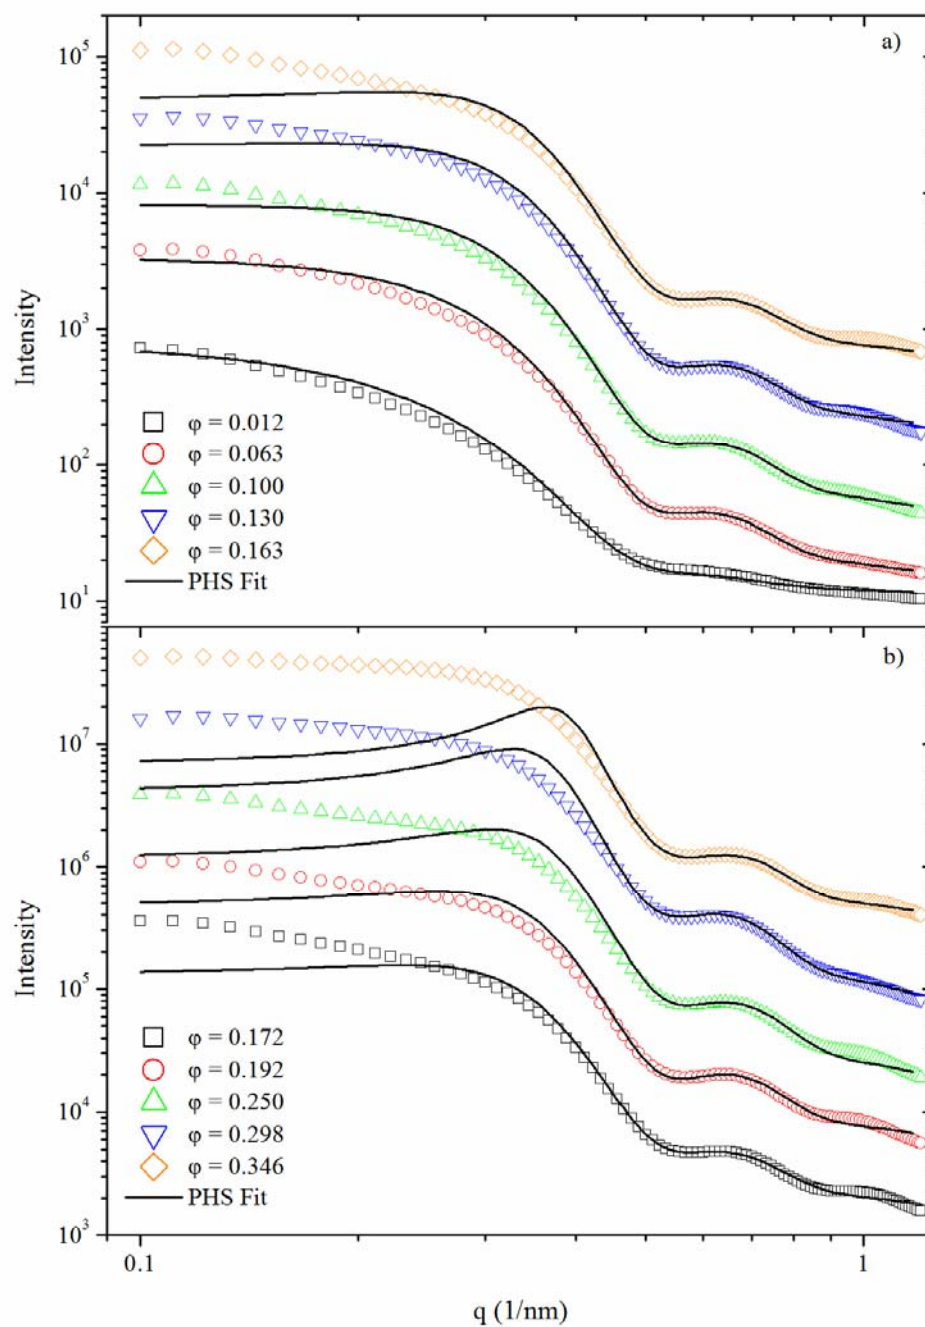 a)
10⁵
10⁴
10³
10²
10¹
Intensity
φ = 0.012
φ = 0.063
φ = 0.100
φ = 0.130
φ = 0.163
PHS Fit
b)
10⁷
10⁶
10⁵
10⁴
10³
Intensity
φ = 0.172
φ = 0.192
φ = 0.250
φ = 0.298
φ = 0.346
PHS Fit
0.1 1
q (1/nm)